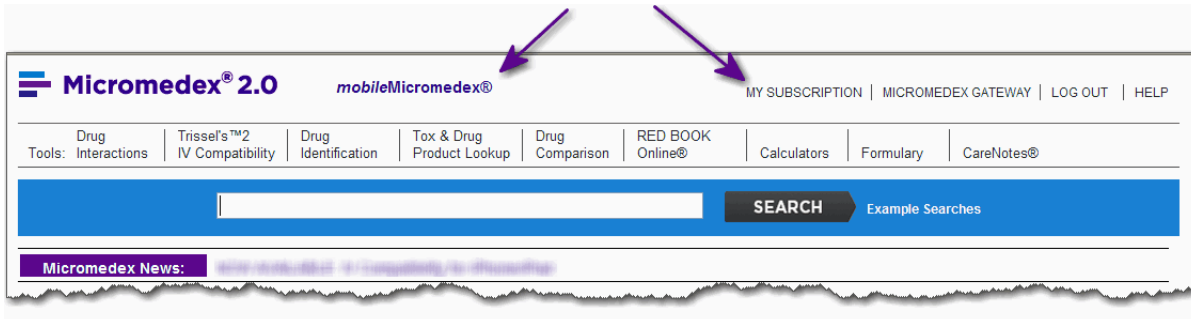 Micromedex® 2.0
mobileMicromedex®
MY SUBSCRIPTION | MICROMEDEX GATEWAY | LOG OUT | HELP
Tools: Drug Interactions | Trissel's™2 IV Compatibility | Drug Identification | Tox & Drug Product Lookup | Drug Comparison | RED BOOK Online® | Calculators | Formulary | CareNotes®
SEARCH
Example Searches
Micromedex News: